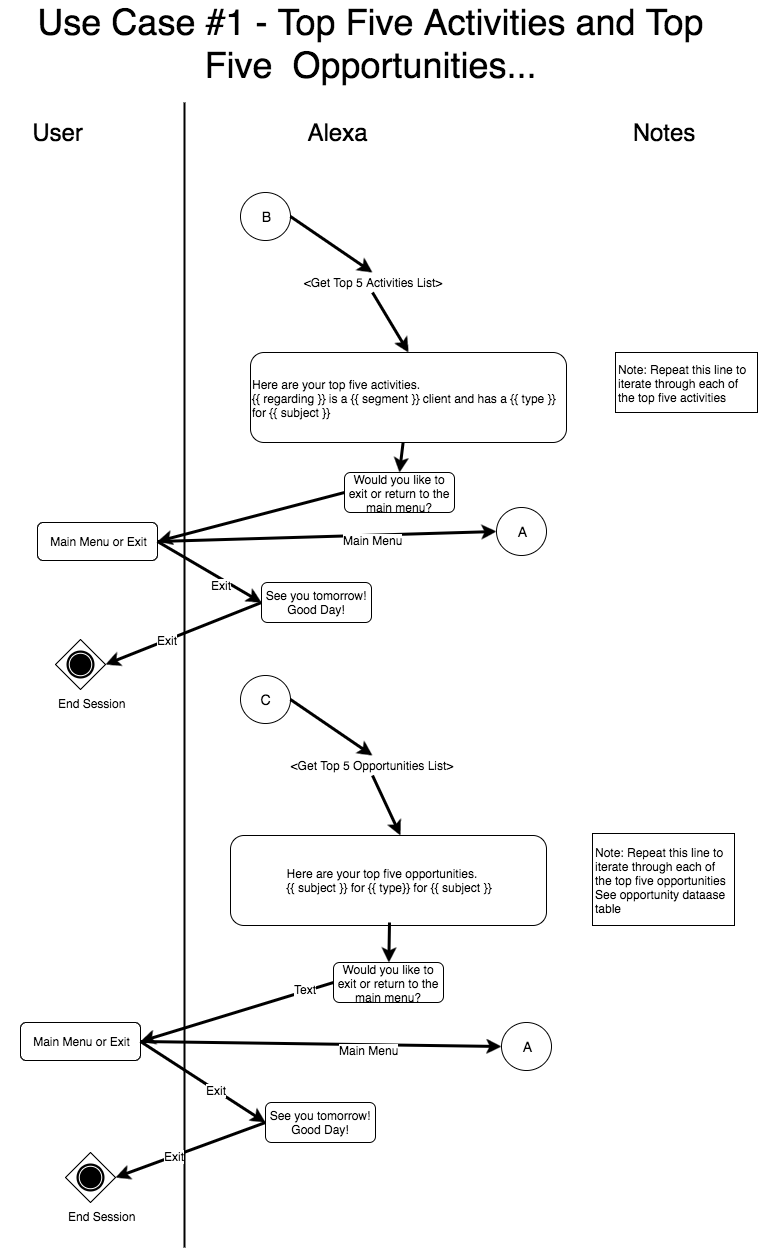 Use Case #1 - Top Five Activities and Top
Five Opportunities...
User
Alexa
Notes
B
<Get Top 5 Activities List>
Here are your top five activities.
{{ regarding }} is a {{ segment }} client and has a {{ type }}
for {{ subject }}
Note: Repeat this line to
iterate through each of
the top five activities
Would you like to
exit or return to the
main menu?
Main Menu or Exit
Main Menu
A
Exit
See you tomorrow!
Good Day!
Exit
End Session
C
<Get Top 5 Opportunities List>
Here are your top five opportunities.
{{ subject }} for {{ type}} for {{ subject }}
Note: Repeat this line to
iterate through each of
the top five opportunities
See opportunity dataase
table
Would you like to
exit or return to the
main menu?
Text
Main Menu or Exit
Main Menu
A
Exit
See you tomorrow!
Good Day!
Exit
End Session